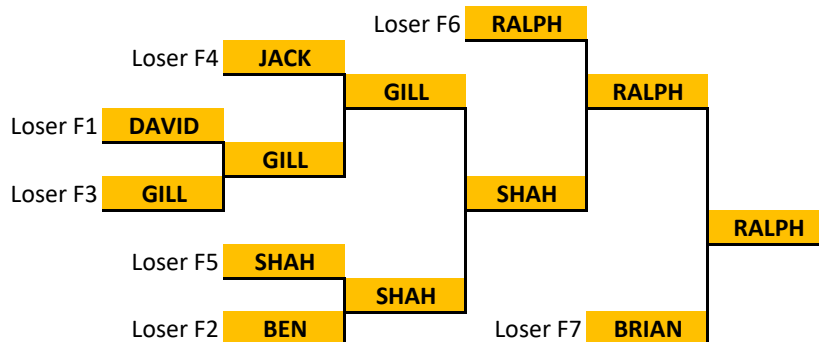 Loser F6 RALPH
Loser F4 JACK
GILL RALPH
Loser F1 DAVID
GILL
Loser F3 GILL SHAH
RALPH
Loser F5 SHAH
SHAH
Loser F2 BEN Loser F7 BRIAN